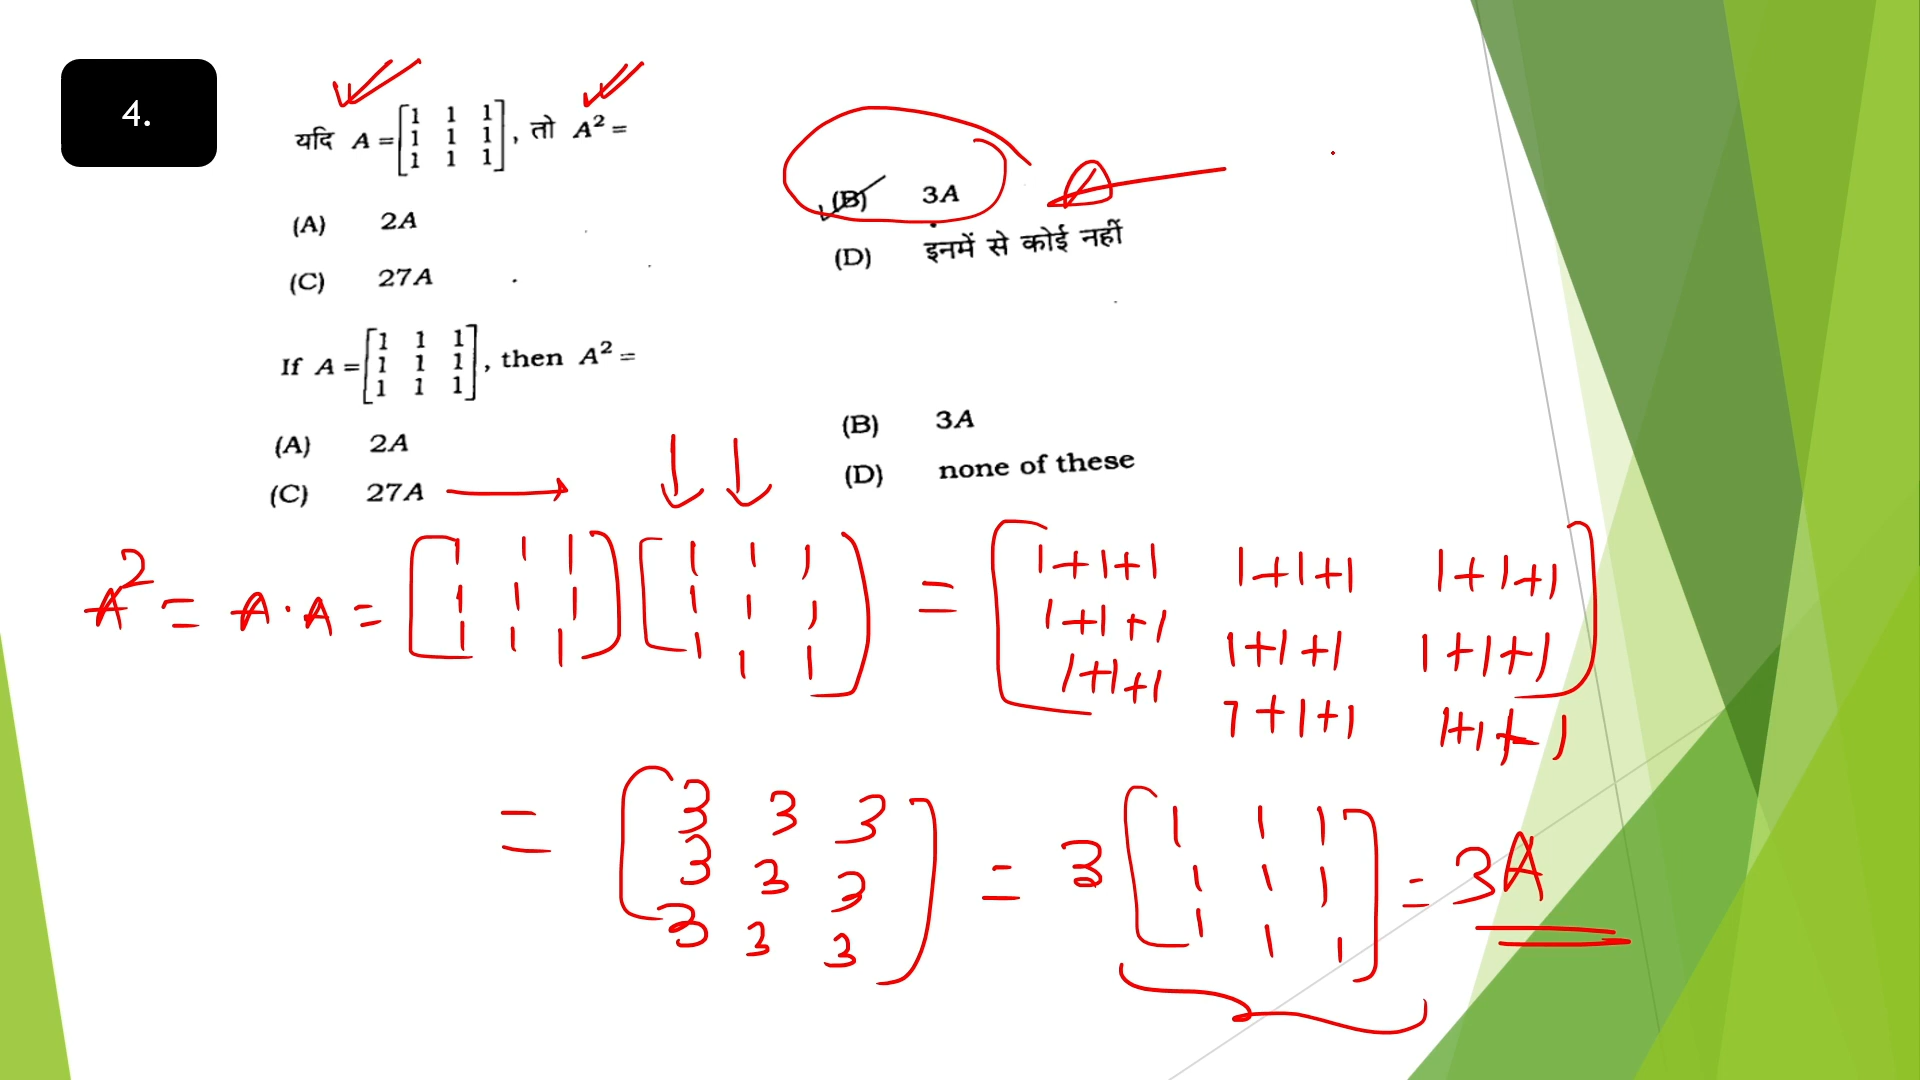 4.
यदि A = [1 1 1
1 1 1
1 1 1], तो A² =
(A) 2A (B) 3A A
(C) 27A (D) इनमें से कोई नहीं
If A = [1 1 1
1 1 1
1 1 1], then A² =
(A) 2A (B) 3A
(C) 27A (D) none of these
A² = A·A = [1 1 1 [1 1 1 = [1+1+1 1+1+1 1+1+1
1 1 1 1 1 1 1+1+1 1+1+1 1+1+1
1 1 1] 1 1 1] 1+1+1 1+1+1 1+1+1]
= [3 3 3 = 3 [1 1 1 = 3A
3 3 3 1 1 1
3 3 3] 1 1 1]